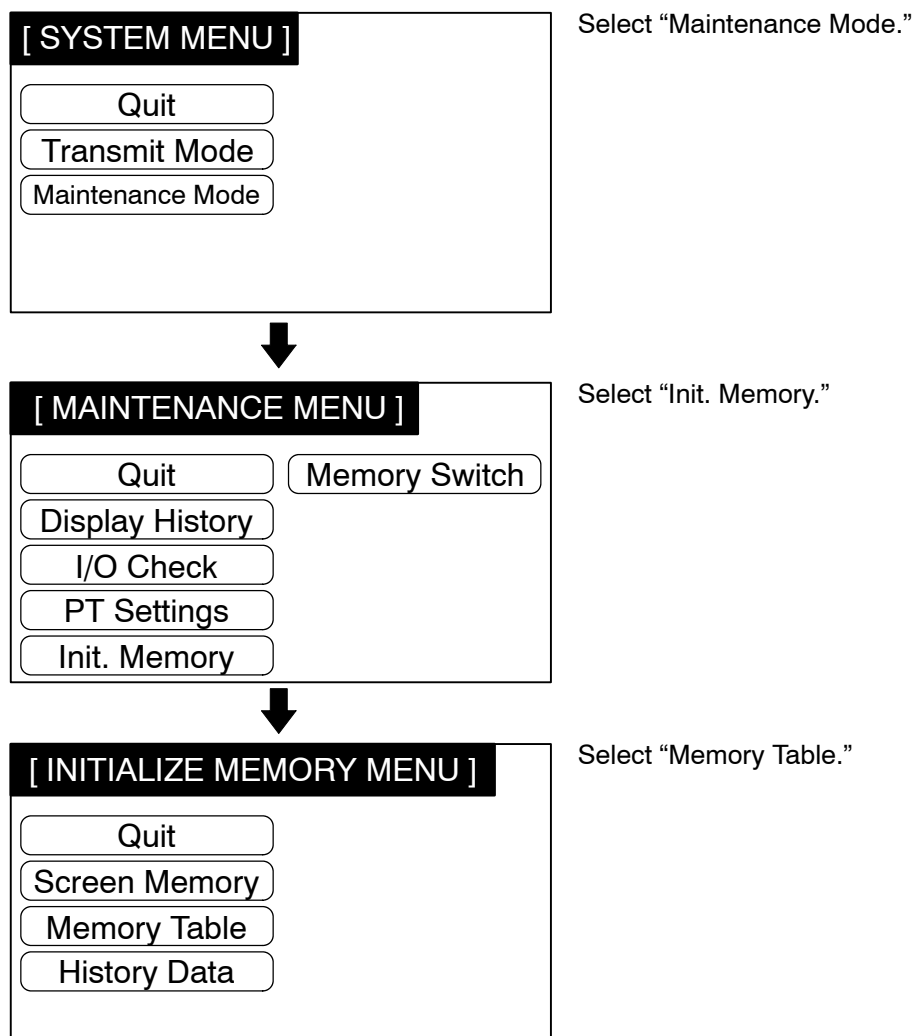 [ SYSTEM MENU ]
Select “Maintenance Mode.”
Quit
Transmit Mode
Maintenance Mode
[ MAINTENANCE MENU ]
Select “Init. Memory.”
Quit
Memory Switch
Display History
I/O Check
PT Settings
Init. Memory
[ INITIALIZE MEMORY MENU ]
Select “Memory Table.”
Quit
Screen Memory
Memory Table
History Data